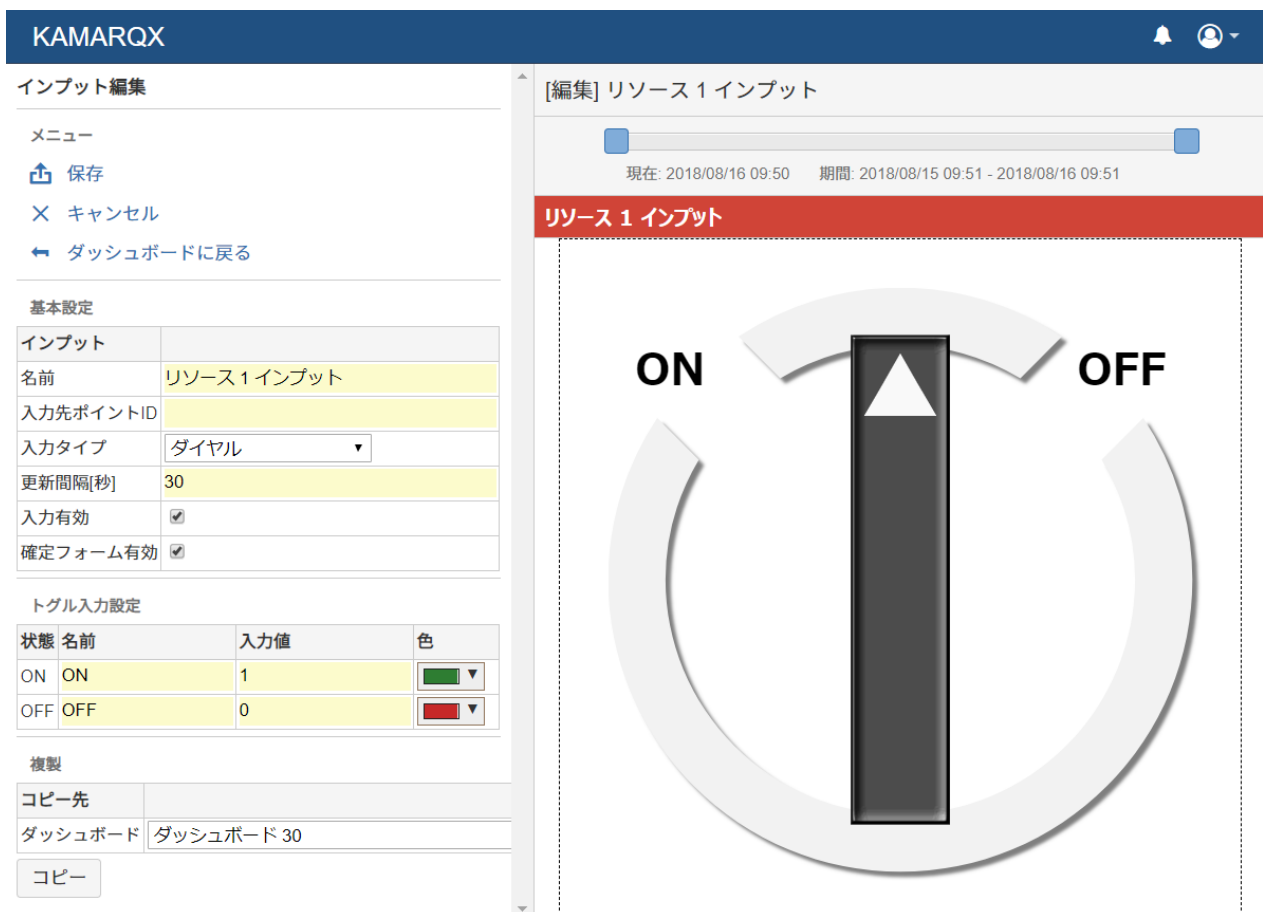 KAMARQX
インプット編集
メニュー
保存
キャンセル
ダッシュボードに戻る
基本設定
インプット
名前 リソース 1 インプット
入力先ポイントID
入力タイプ ダイヤル
更新間隔[秒] 30
入力有効
確定フォーム有効
トグル入力設定
状態 名前 入力値 色
ON ON 1
OFF OFF 0
複製
コピー先
ダッシュボード ダッシュボード 30
コピー
[編集] リソース 1 インプット
現在: 2018/08/16 09:50 期間: 2018/08/15 09:51 - 2018/08/16 09:51
リソース 1 インプット
ON OFF